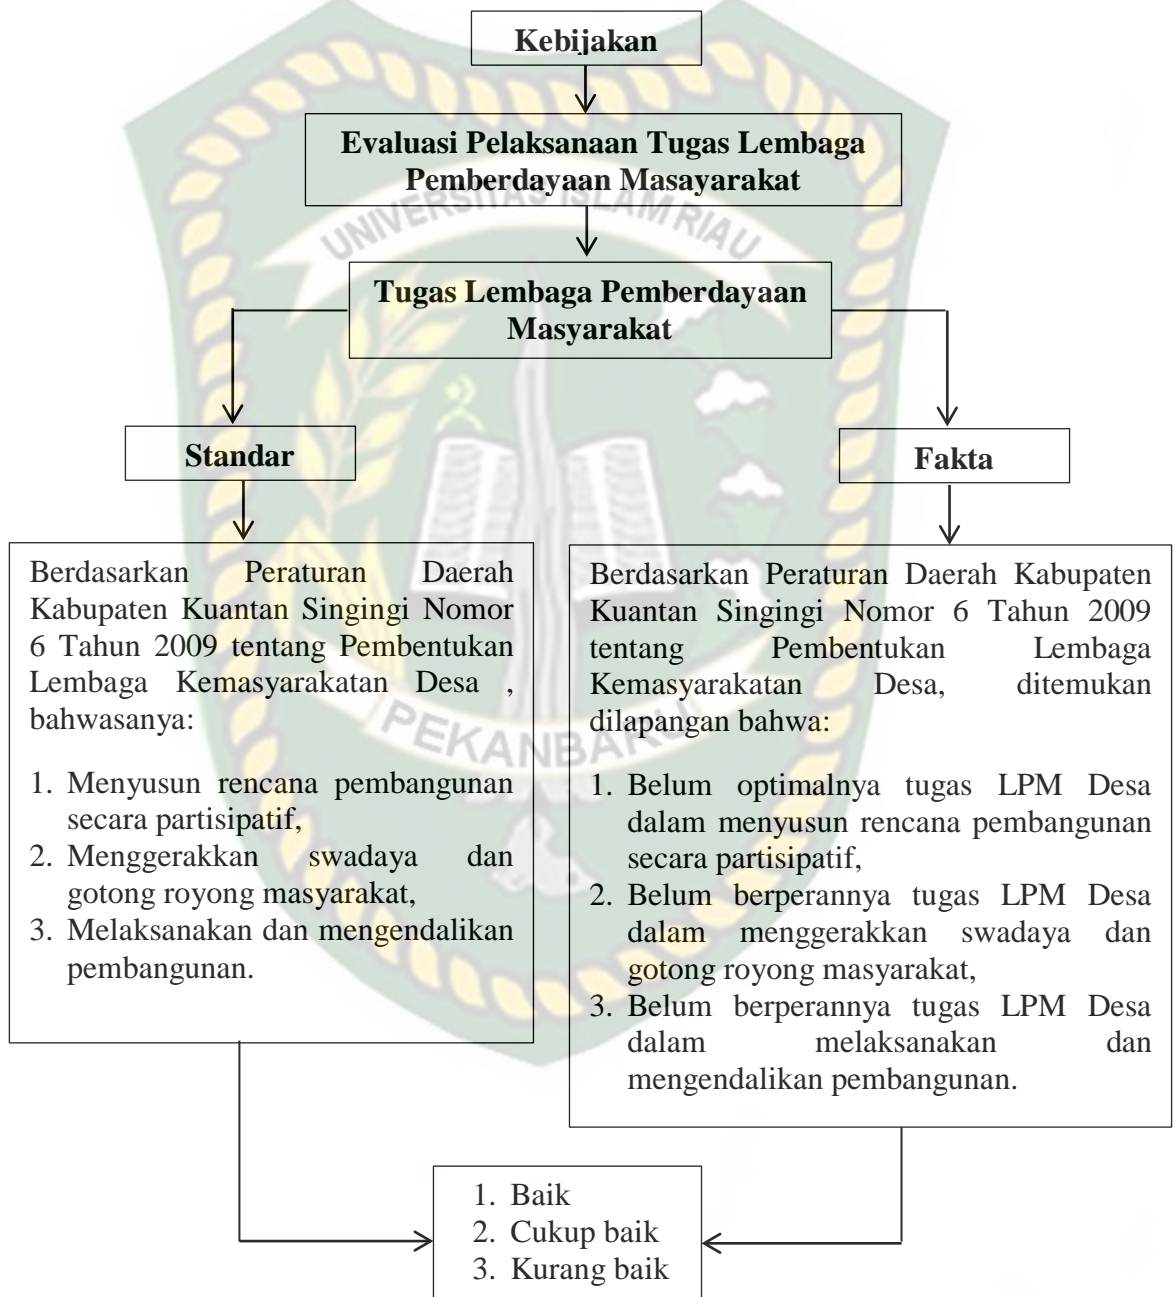 Kebijakan
Evaluasi Pelaksanaan Tugas Lembaga
Pemberdayaan Masayarakat
UNIVERSITAS ISLAM RIAU
Tugas Lembaga Pemberdayaan
Masyarakat
Standar
Fakta
Berdasarkan Peraturan Daerah
Kabupaten Kuantan Singingi Nomor
6 Tahun 2009 tentang Pembentukan
Lembaga Kemasyarakatan Desa ,
bahwasanya:
1. Menyusun rencana pembangunan
secara partisipatif,
2. Menggerakkan swadaya dan
gotong royong masyarakat,
3. Melaksanakan dan mengendalikan
pembangunan.
Berdasarkan Peraturan Daerah Kabupaten
Kuantan Singingi Nomor 6 Tahun 2009
tentang Pembentukan Lembaga
Kemasyarakatan Desa, ditemukan
dilapangan bahwa:
1. Belum optimalnya tugas LPM Desa
dalam menyusun rencana pembangunan
secara partisipatif,
2. Belum berperannya tugas LPM Desa
dalam menggerakkan swadaya dan
gotong royong masyarakat,
3. Belum berperannya tugas LPM Desa
dalam melaksanakan dan
mengendalikan pembangunan.
PEKANBARU
1. Baik
2. Cukup baik
3. Kurang baik